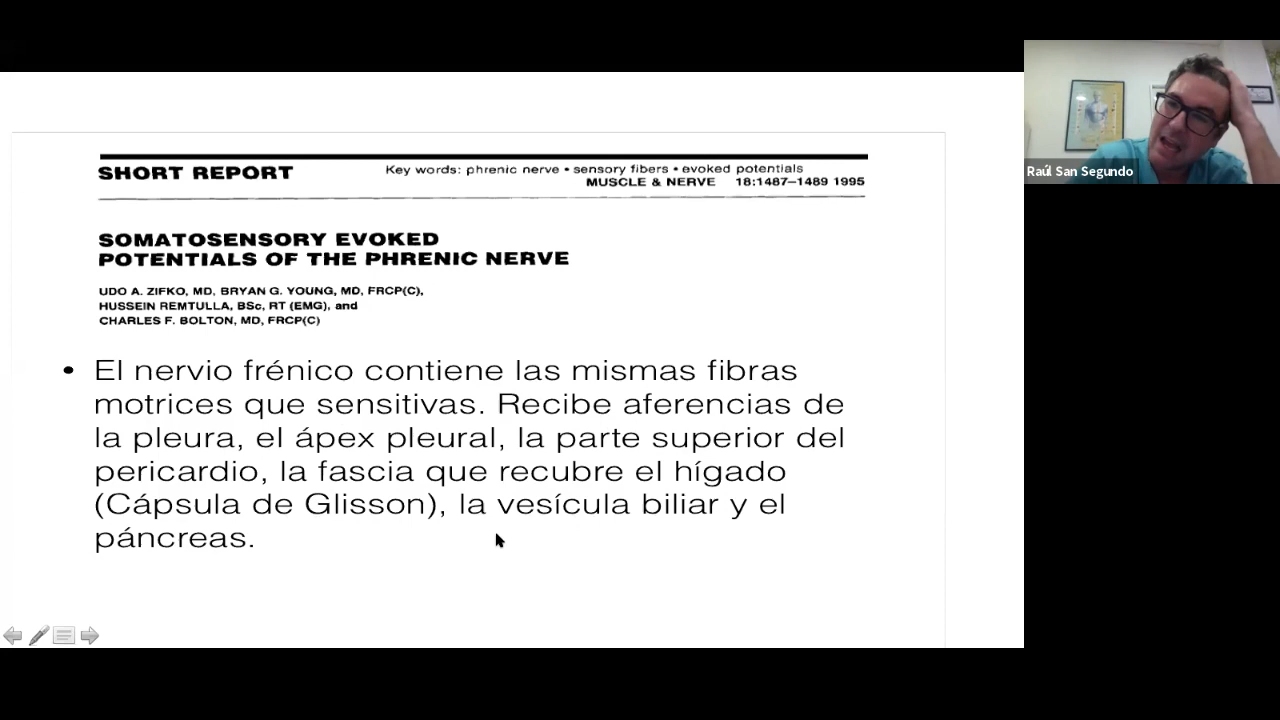 SHORT REPORT
Key words: phrenic nerve • sensory fibers • evoked potentials
MUSCLE & NERVE 18:1487–1489 1995
SOMATOSENSORY EVOKED
POTENTIALS OF THE PHRENIC NERVE
UDO A. ZIFKO, MD, BRYAN G. YOUNG, MD, FRCP(C),
HUSSEIN REMTULLA, BSc, RT (EMG), and
CHARLES F. BOLTON, MD, FRCP(C)
• El nervio frénico contiene las mismas fibras
motrices que sensitivas. Recibe aferencias de
la pleura, el ápex pleural, la parte superior del
pericardio, la fascia que recubre el hígado
(Cápsula de Glisson), la vesícula biliar y el
páncreas.
Raúl San Segundo